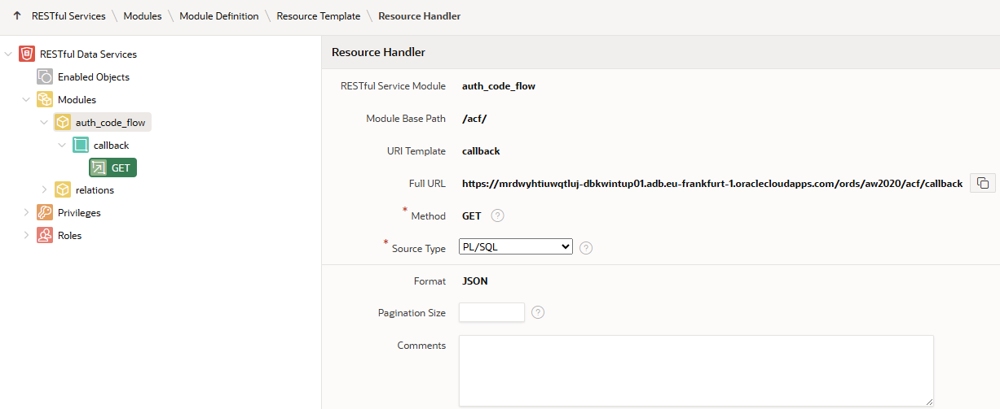 RESTful Services \ Modules \ Module Definition \ Resource Template \ Resource Handler
RESTful Data Services
Enabled Objects
Modules
auth_code_flow
callback
GET
relations
Privileges
Roles
Resource Handler
RESTful Service Module auth_code_flow
Module Base Path /acf/
URI Template callback
Full URL https://mrdwyhtiuwqtluj-dbkwintup01.adb.eu-frankfurt-1.oraclecloudapps.com/ords/aw2020/acf/callback
* Method GET ?
* Source Type PL/SQL ?
Format JSON
Pagination Size ?
Comments